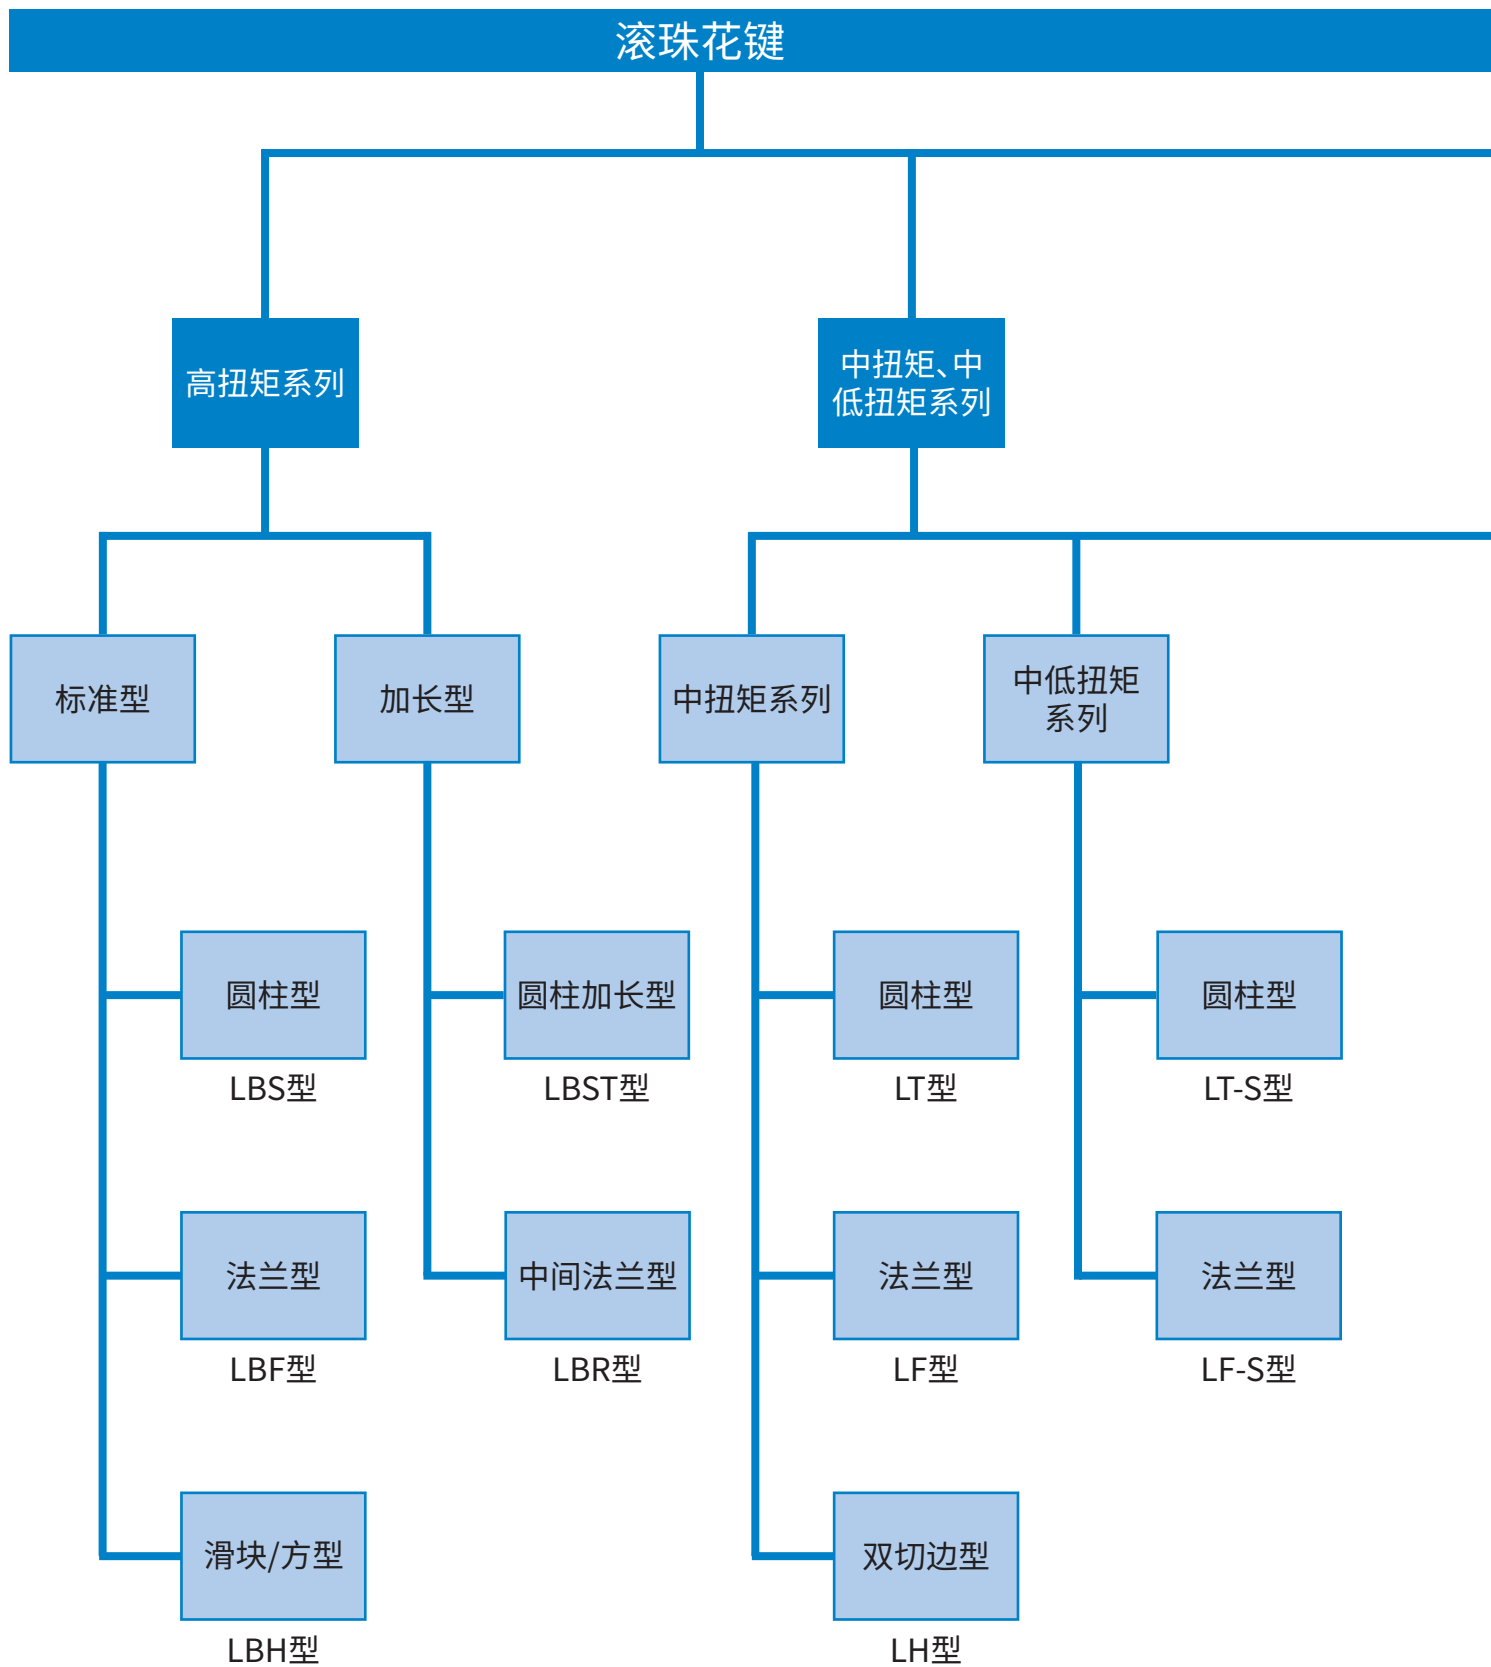 滚珠花键
高扭矩系列
中扭矩、中
低扭矩系列
标准型
加长型
中扭矩系列
中低扭矩
系列
圆柱型
圆柱加长型
圆柱型
圆柱型
LBS型
LBST型
LT型
LT-S型
法兰型
中间法兰型
法兰型
法兰型
LBF型
LBR型
LF型
LF-S型
滑块/方型
双切边型
LBH型
LH型